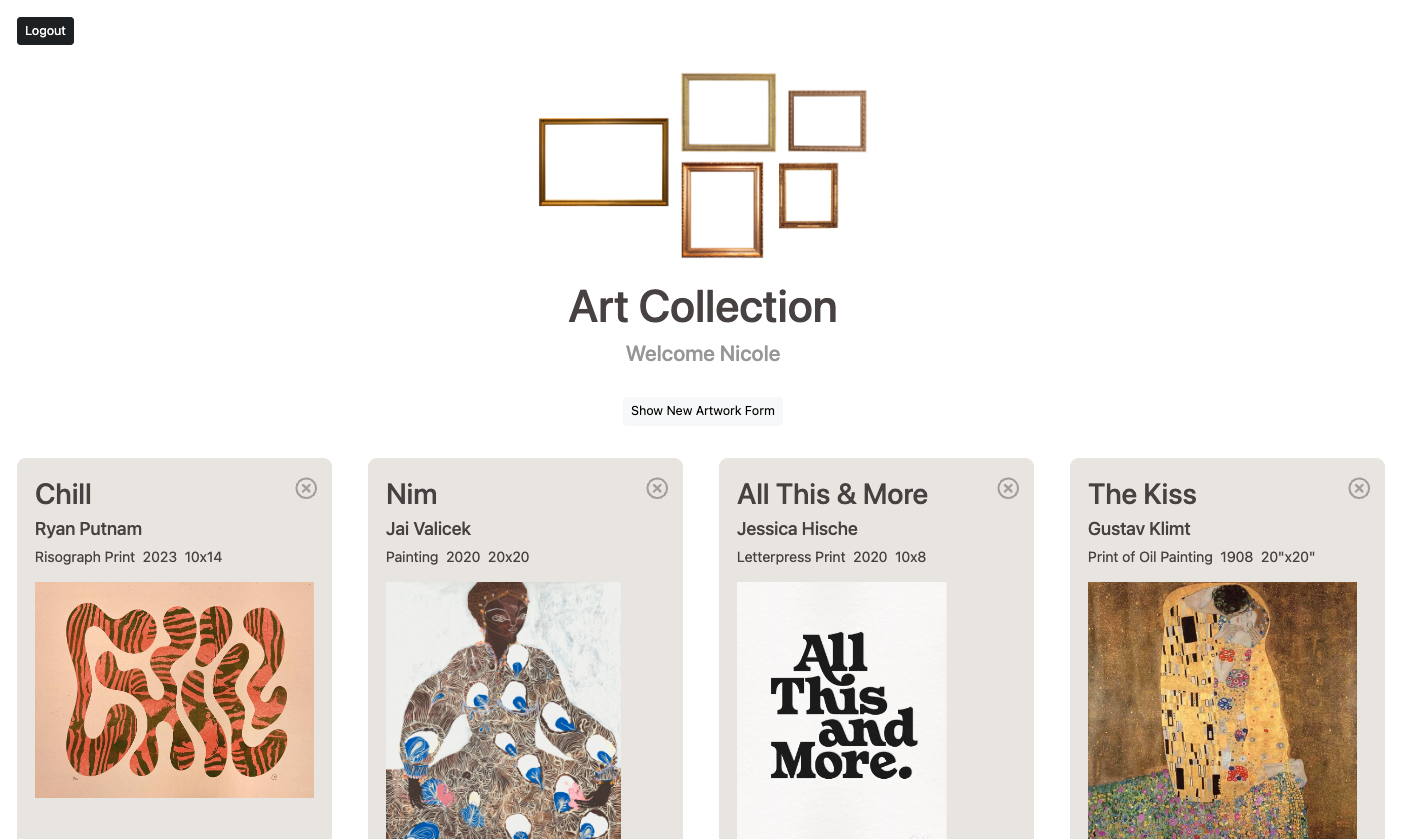 Logout
Art Collection
Welcome Nicole
Show New Artwork Form
Chill
Ryan Putnam
Risograph Print 2023 10x14
CHILL
Nim
Jai Valicek
Painting 2020 20x20
All This & More
Jessica Hische
Letterpress Print 2020 10x8
All
This
and
More.
The Kiss
Gustav Klimt
Print of Oil Painting 1908 20"x20"